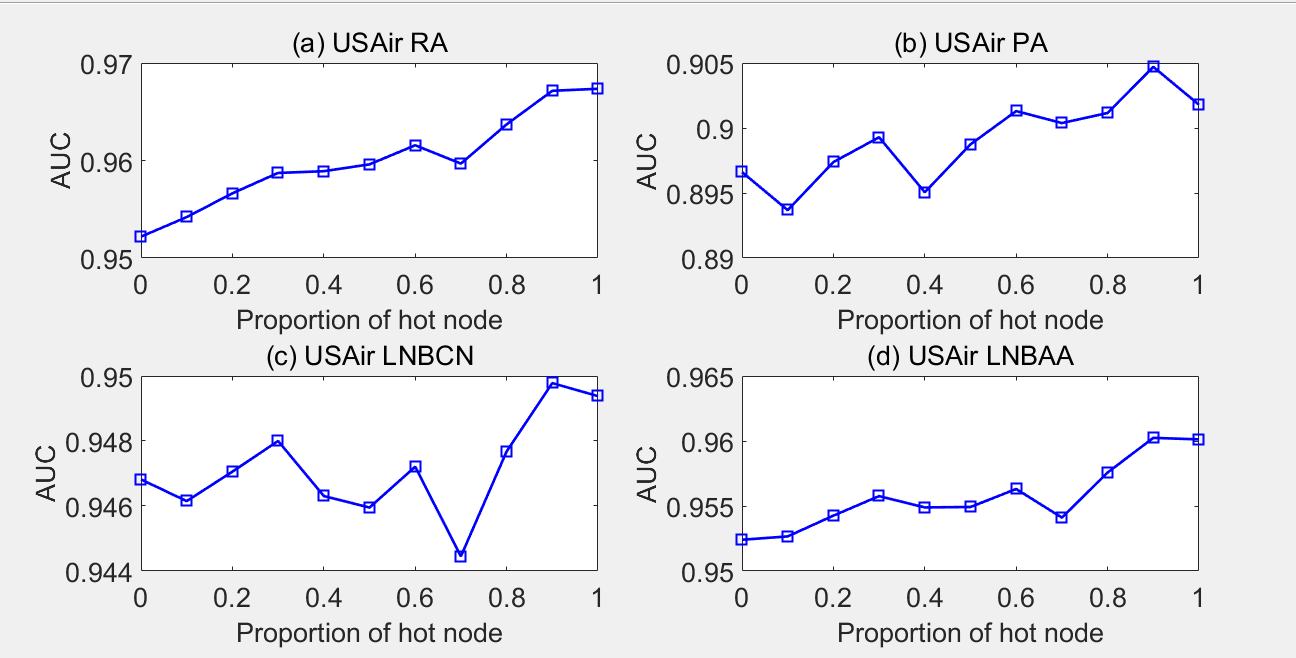 (a) USAir RA
AUC
0.97
0.96
0.95
0 0.2 0.4 0.6 0.8 1
Proportion of hot node
(b) USAir PA
AUC
0.905
0.9
0.895
0.89
0 0.2 0.4 0.6 0.8 1
Proportion of hot node
(c) USAir LNBCN
AUC
0.95
0.948
0.946
0.944
0 0.2 0.4 0.6 0.8 1
Proportion of hot node
(d) USAir LNBAA
AUC
0.965
0.96
0.955
0.95
0 0.2 0.4 0.6 0.8 1
Proportion of hot node